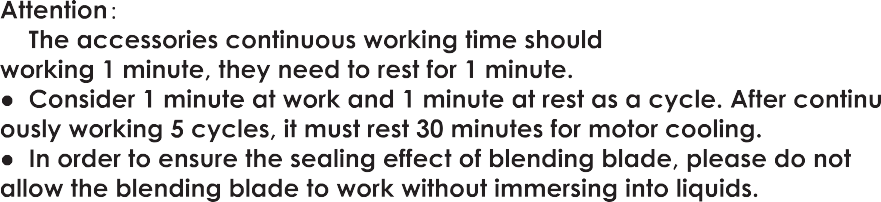 Attention：
The accessories continuous working time should
working 1 minute, they need to rest for 1 minute.
● Consider 1 minute at work and 1 minute at rest as a cycle. After continu
ously working 5 cycles, it must rest 30 minutes for motor cooling.
● In order to ensure the sealing effect of blending blade, please do not
allow the blending blade to work without immersing into liquids.